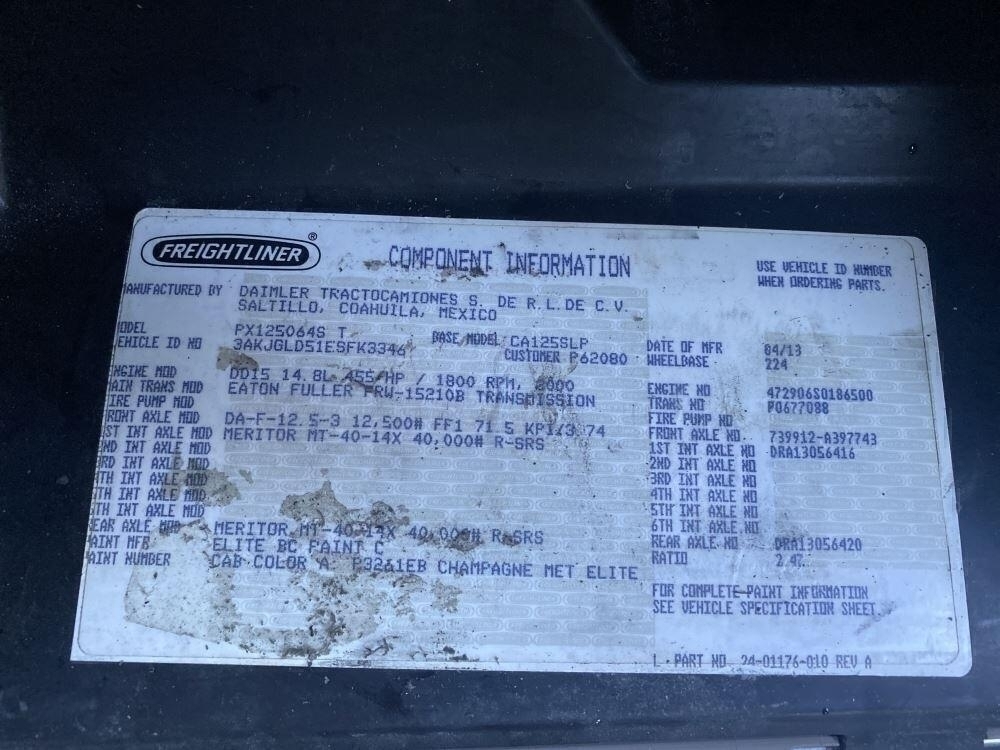 FREIGHTLINER ®
COMPONENT INFORMATION
USE VEHICLE ID NUMBER
WHEN ORDERING PARTS.
MANUFACTURED BY DAIMLER TRACTOCAMIONES S. DE R.L.DE C.V.
SALTILLO, COAHUILA, MEXICO
MODEL PX125064S T BASE MODEL CA125SLP DATE OF MFR 04/13
VEHICLE ID NO 3AKJGLD51ESFK3346 CUSTOMER P62080 WHEELBASE 224
ENGINE MOD DD15 14.8L 455/HP / 1800 RPM, 2000 ENGINE NO 472906S0186500
MAIN TRANS MOD EATON FULLER FRW-15210B TRANSMISSION TRANS NO P0677088
FIRE PUMP MOD FIRE PUMP NO
FRONT AXLE MOD DA-F-12.5-3 12,500# FF1 71.5 KPI/3.74 FRONT AXLE NO 739912-A397743
1ST INT AXLE MOD MERITOR MT-40-14X 40,000# R-SRS 1ST INT AXLE NO DRA13056416
2ND INT AXLE MOD 2ND INT AXLE NO
3RD INT AXLE MOD 3RD INT AXLE NO
4TH INT AXLE MOD 4TH INT AXLE NO
5TH INT AXLE MOD 5TH INT AXLE NO
6TH INT AXLE MOD 6TH INT AXLE NO
REAR AXLE MOD MERITOR MT-40-14X 40,000# R-SRS REAR AXLE NO DRA13056420
PAINT MFR ELITE BC PAINT C RATIO 2.47
PAINT NUMBER CAB COLOR A: P3261EB CHAMPAGNE MET ELITE
FOR COMPLETE PAINT INFORMATION
SEE VEHICLE SPECIFICATION SHEET.
L - PART NO. 24-01176-010 REV A